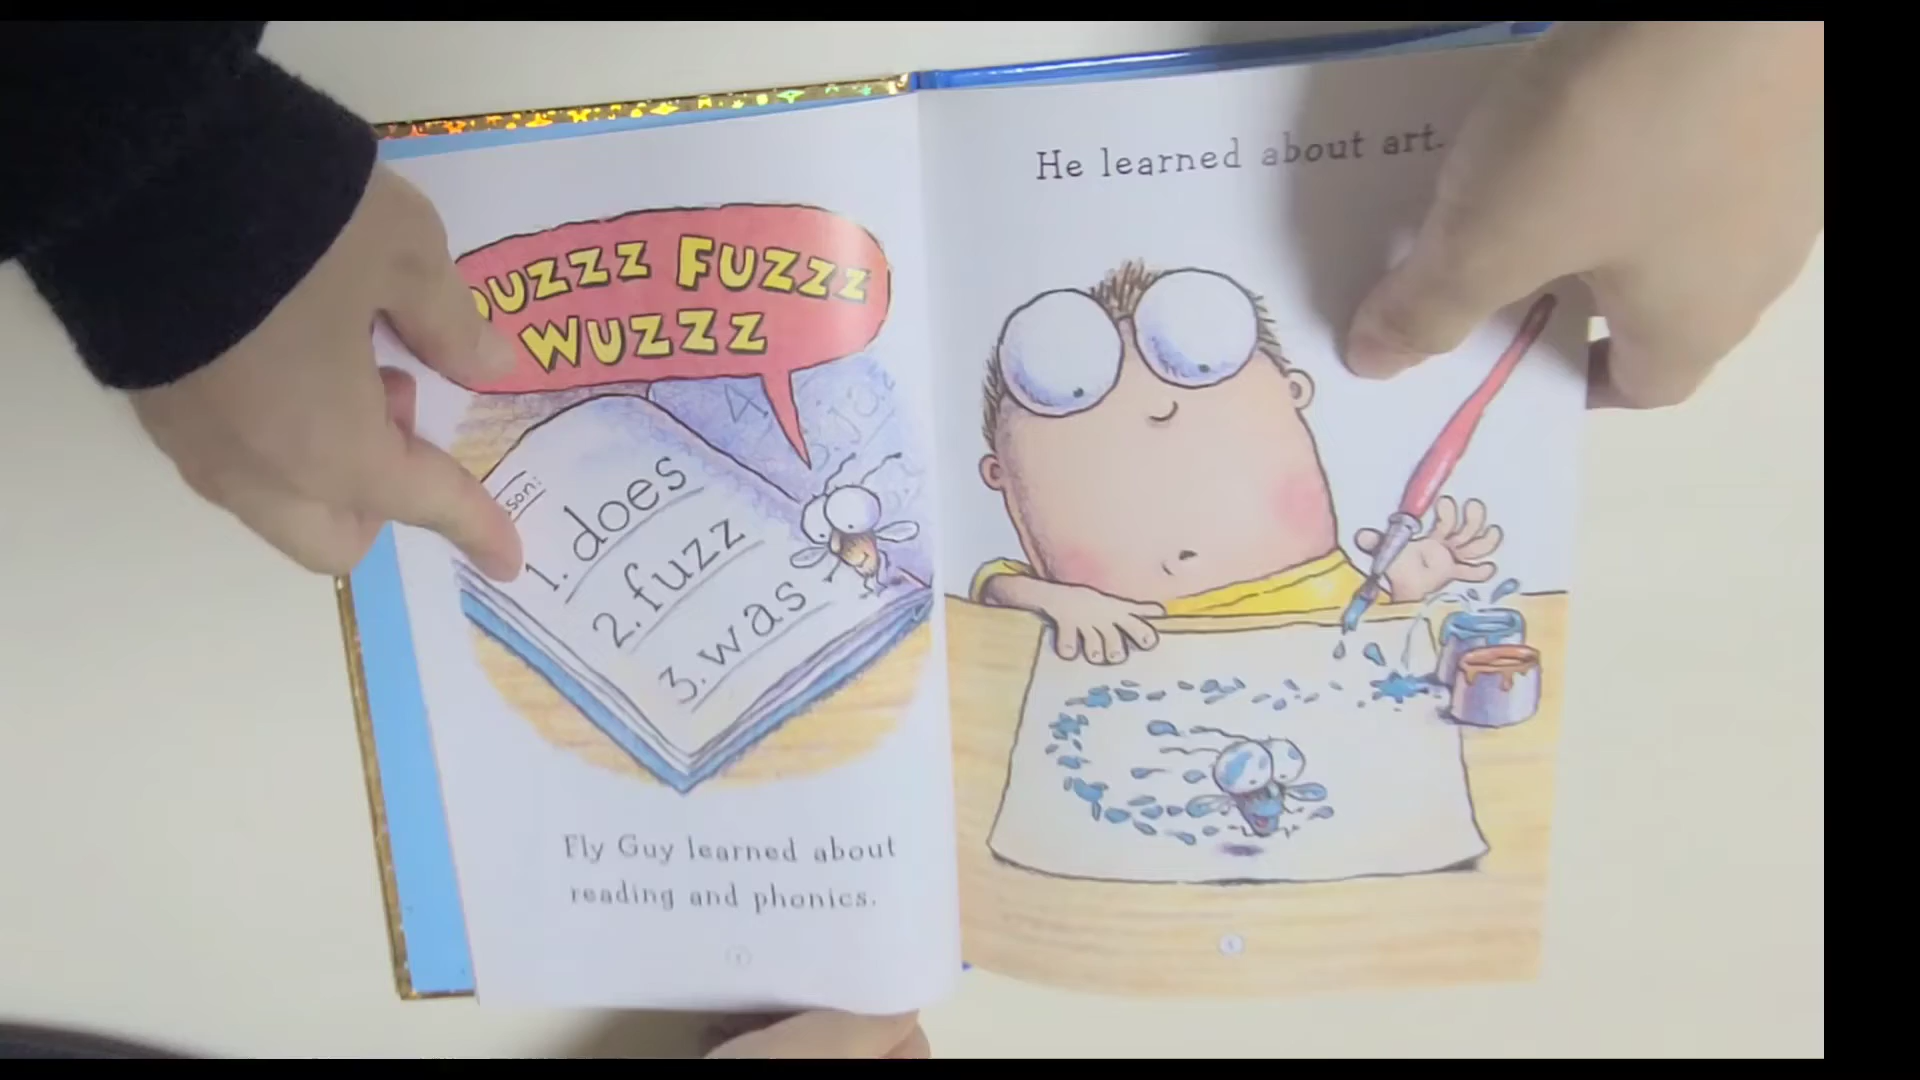 FUZZZ
WUZZZ
1. does
2. fuzz
3. was
Fly Guy learned about
reading and phonics.
He learned about art.